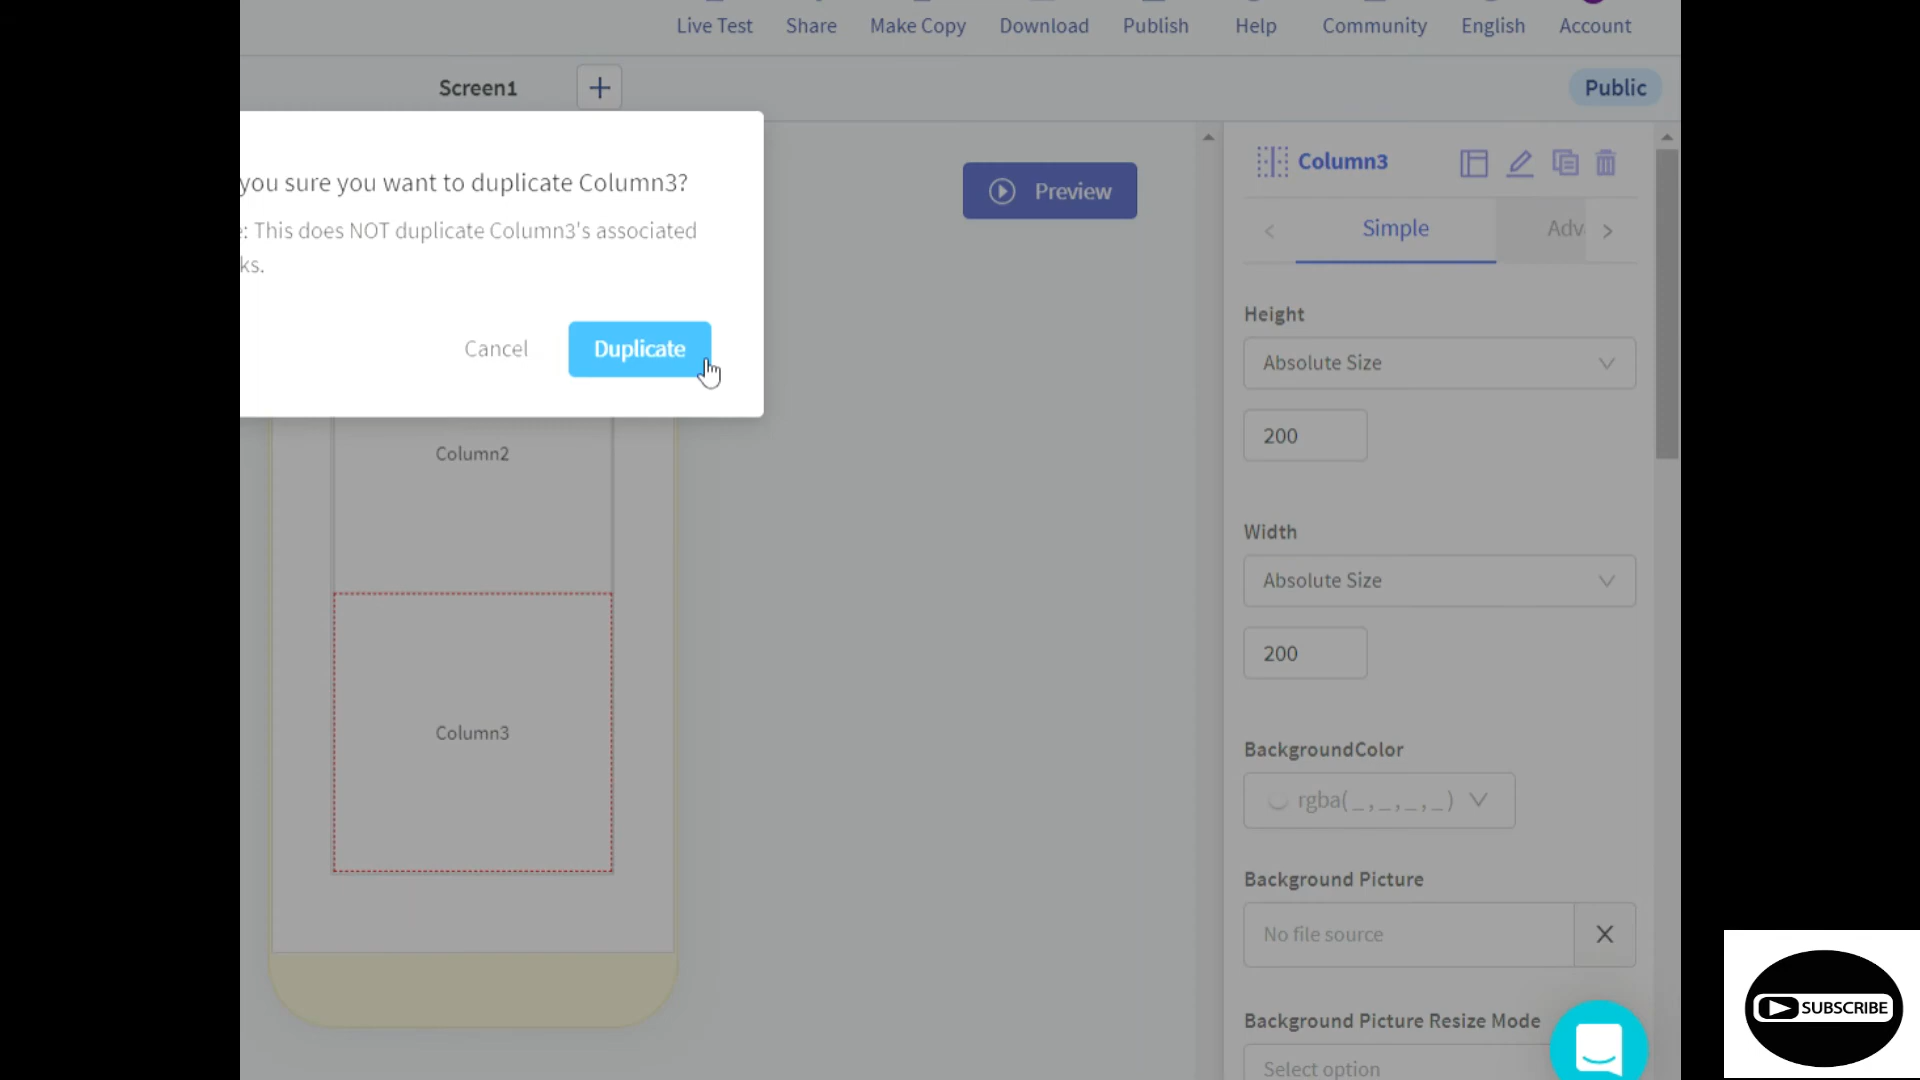 Live Test Share Make Copy Download Publish Help Community English Account
Screen1 + Public
you sure you want to duplicate Column3?
e: This does NOT duplicate Column3's associated
ks.
Cancel Duplicate
Preview
Column2
Column3
Column3
< Simple Adv >
Height
Absolute Size
200
Width
Absolute Size
200
BackgroundColor
rgba( _ , _ , _ , _ )
Background Picture
No file source X
Background Picture Resize Mode
Select option
SUBSCRIBE